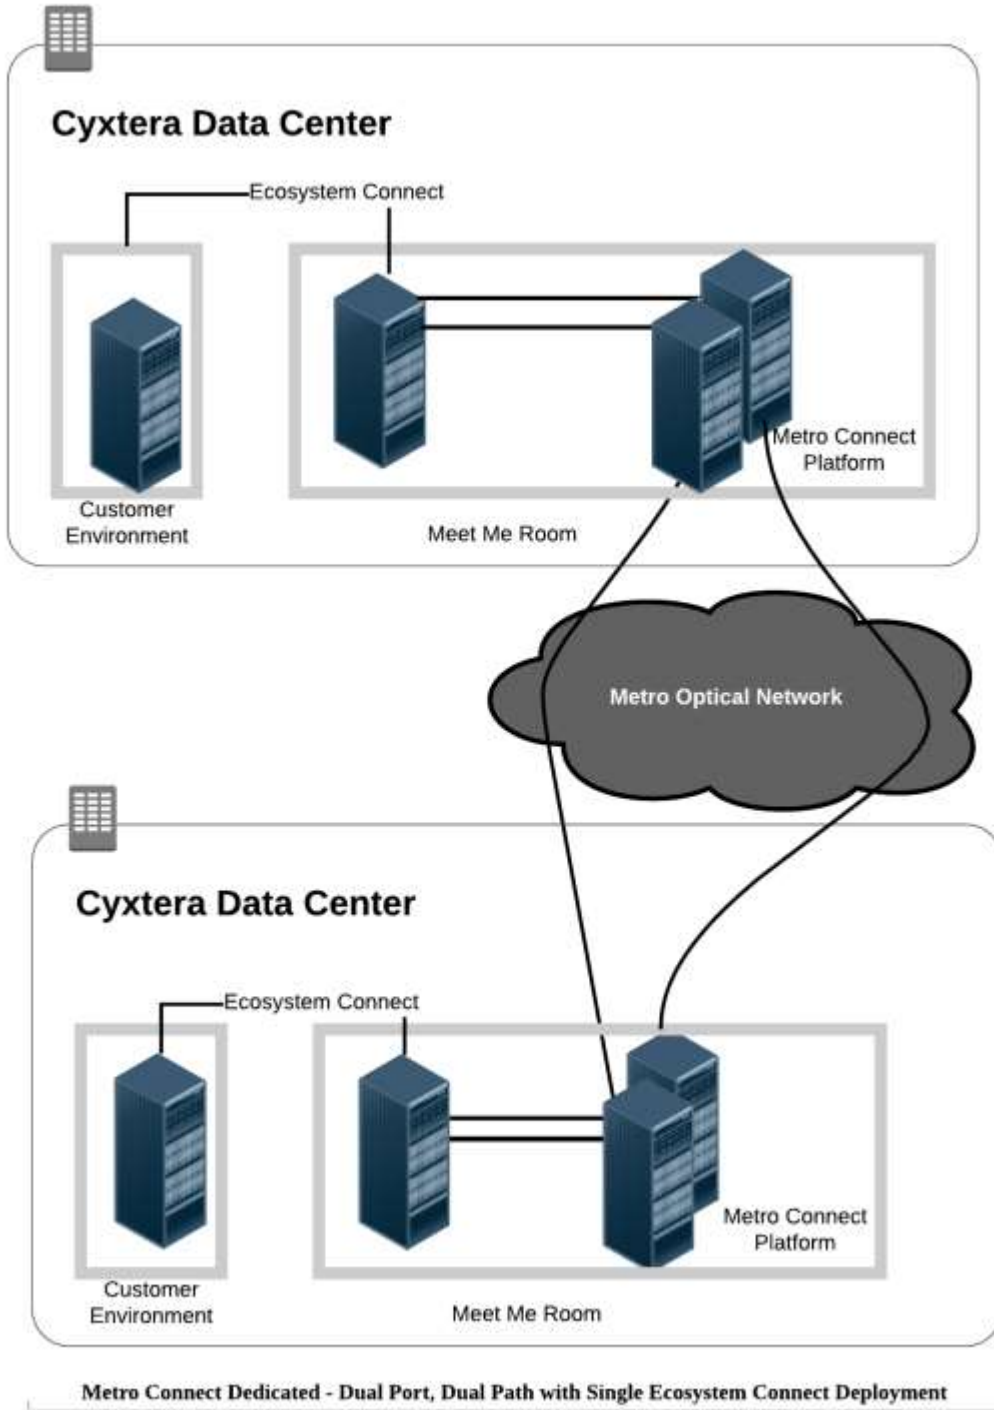 Cyxtera Data Center
Ecosystem Connect
Metro Connect
Platform
Customer
Environment
Meet Me Room
Metro Optical Network
Cyxtera Data Center
Ecosystem Connect
Metro Connect
Platform
Customer
Environment
Meet Me Room
Metro Connect Dedicated - Dual Port, Dual Path with Single Ecosystem Connect Deployment